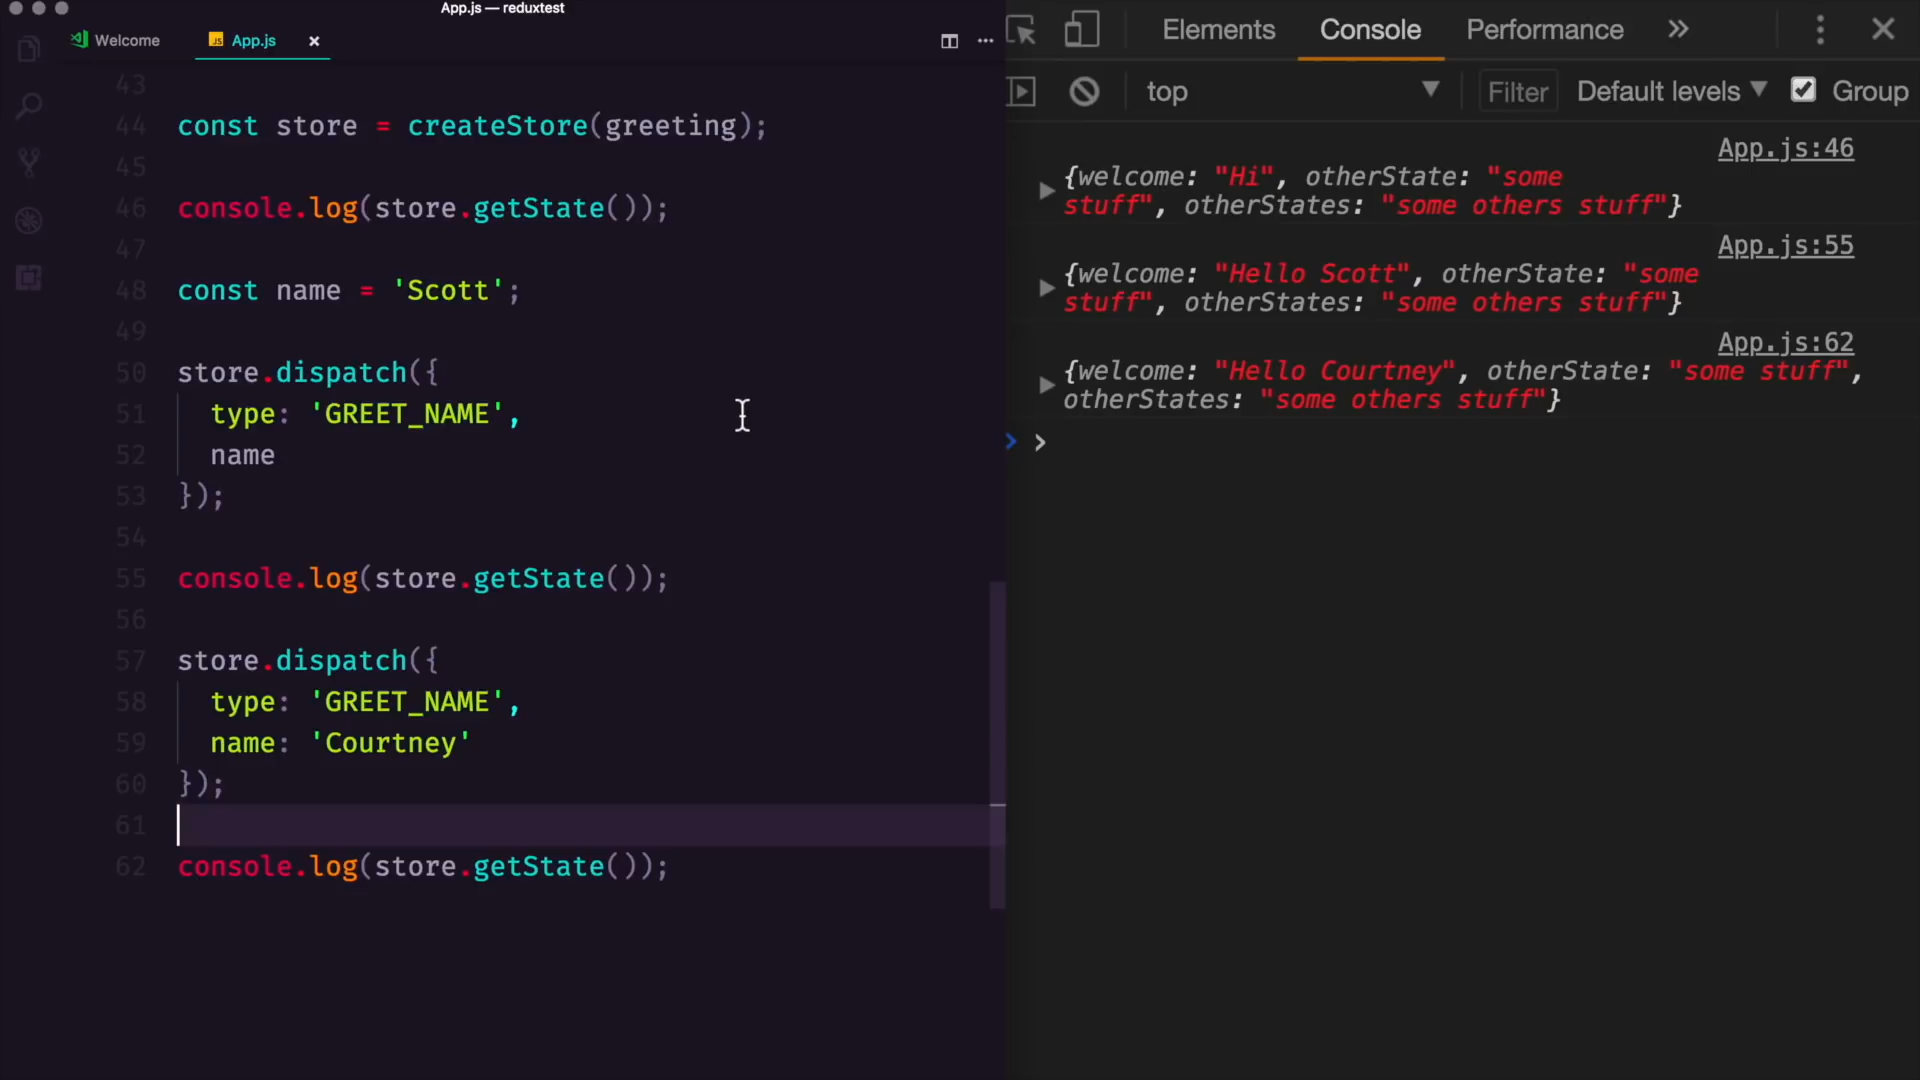 App.js — reduxtest
Welcome
App.js
43
44 const store = createStore(greeting);
45
46 console.log(store.getState());
47
48 const name = 'Scott';
49
50 store.dispatch({
51 type: 'GREET_NAME',
52 name
53 });
54
55 console.log(store.getState());
56
57 store.dispatch({
58 type: 'GREET_NAME',
59 name: 'Courtney'
60 });
61
62 console.log(store.getState());
Elements Console Performance »
top Filter Default levels Group
App.js:46
{welcome: "Hi", otherState: "some
stuff", otherStates: "some others stuff"}
App.js:55
{welcome: "Hello Scott", otherState: "some
stuff", otherStates: "some others stuff"}
App.js:62
{welcome: "Hello Courtney", otherState: "some stuff",
otherStates: "some others stuff"}